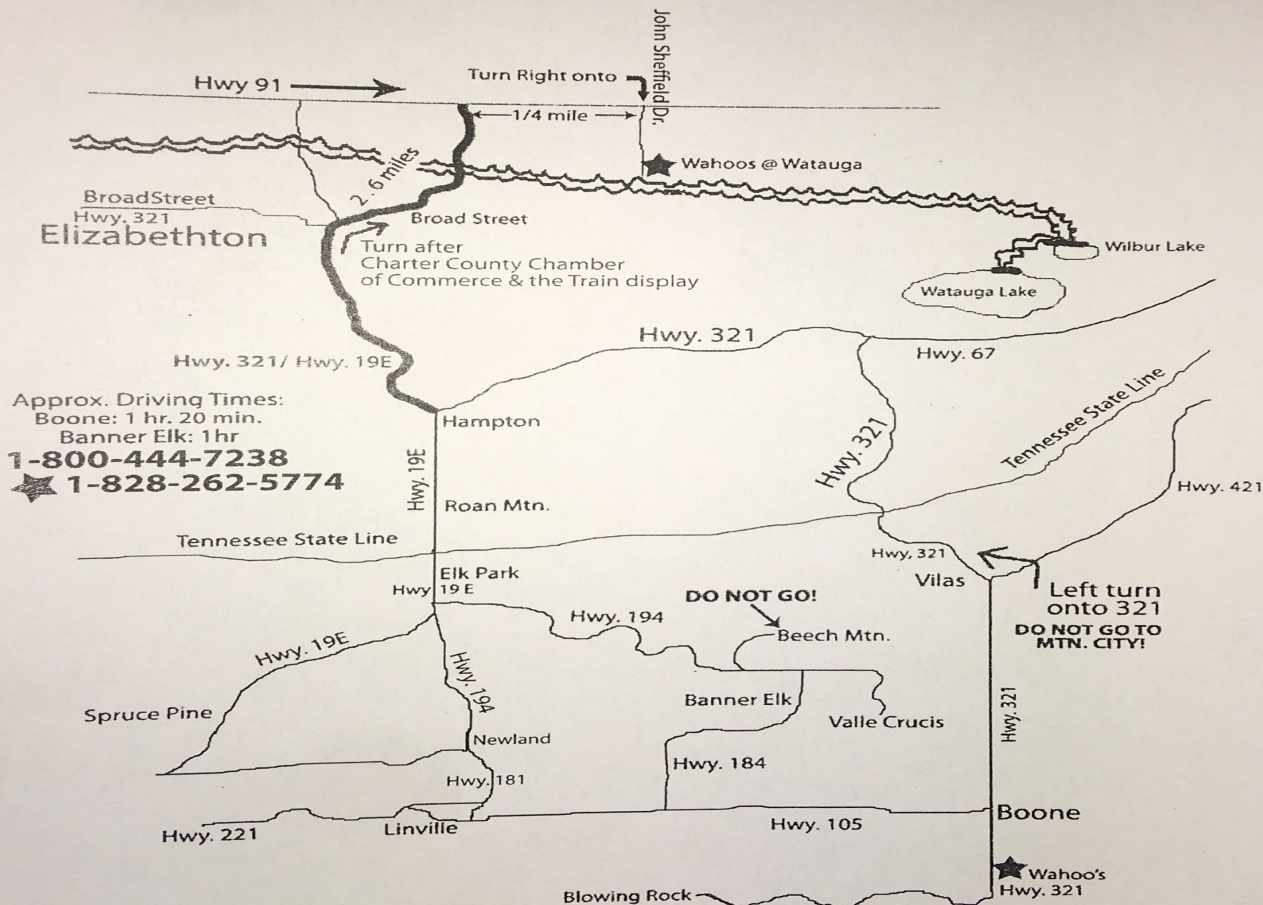 John Sheffield Dr.
Hwy 91
Turn Right onto
1/4 mile
Wahoos @ Watauga
2.6 miles
BroadStreet
Hwy. 321
Elizabethton
Broad Street
Turn after
Charter County Chamber
of Commerce & the Train display
Wilbur Lake
Watauga Lake
Hwy. 321
Hwy. 67
Hwy. 321/ Hwy. 19E
Approx. Driving Times:
Boone: 1 hr. 20 min.
Banner Elk: 1hr
1-800-444-7238
1-828-262-5774
Hampton
Hwy. 19E
Roan Mtn.
Hwy. 321
Tennessee State Line
Hwy. 421
Tennessee State Line
Hwy, 321
Vilas
Left turn
onto 321
DO NOT GO TO
MTN. CITY!
Elk Park
Hwy 19 E
DO NOT GO!
Hwy. 194
Beech Mtn.
Hwy. 19E
Hwy. 194
Spruce Pine
Banner Elk
Valle Crucis
Hwy. 321
Newland
Hwy. 184
Hwy. 181
Hwy. 221
Linville
Hwy. 105
Boone
Wahoo's
Hwy. 321
Blowing Rock